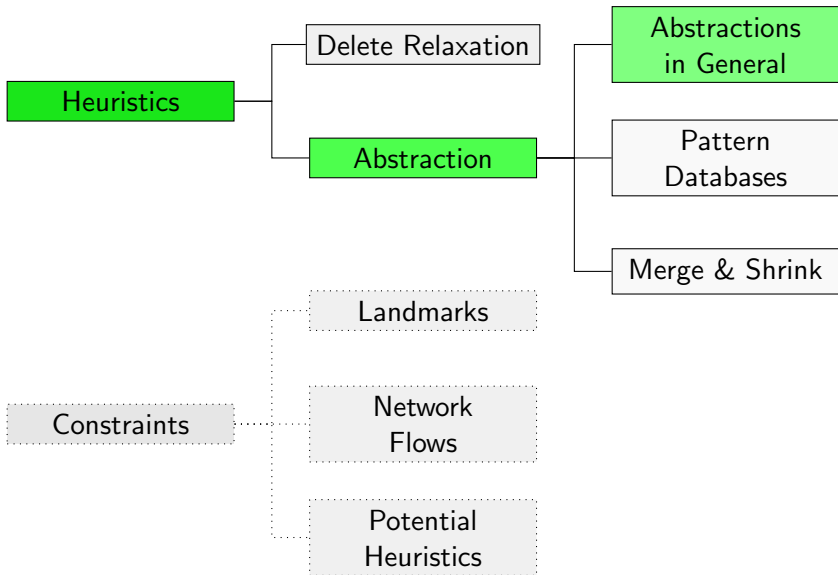 Heuristics
Delete Relaxation
Abstraction
Abstractions
in General
Pattern
Databases
Merge & Shrink
Constraints
Landmarks
Network
Flows
Potential
Heuristics